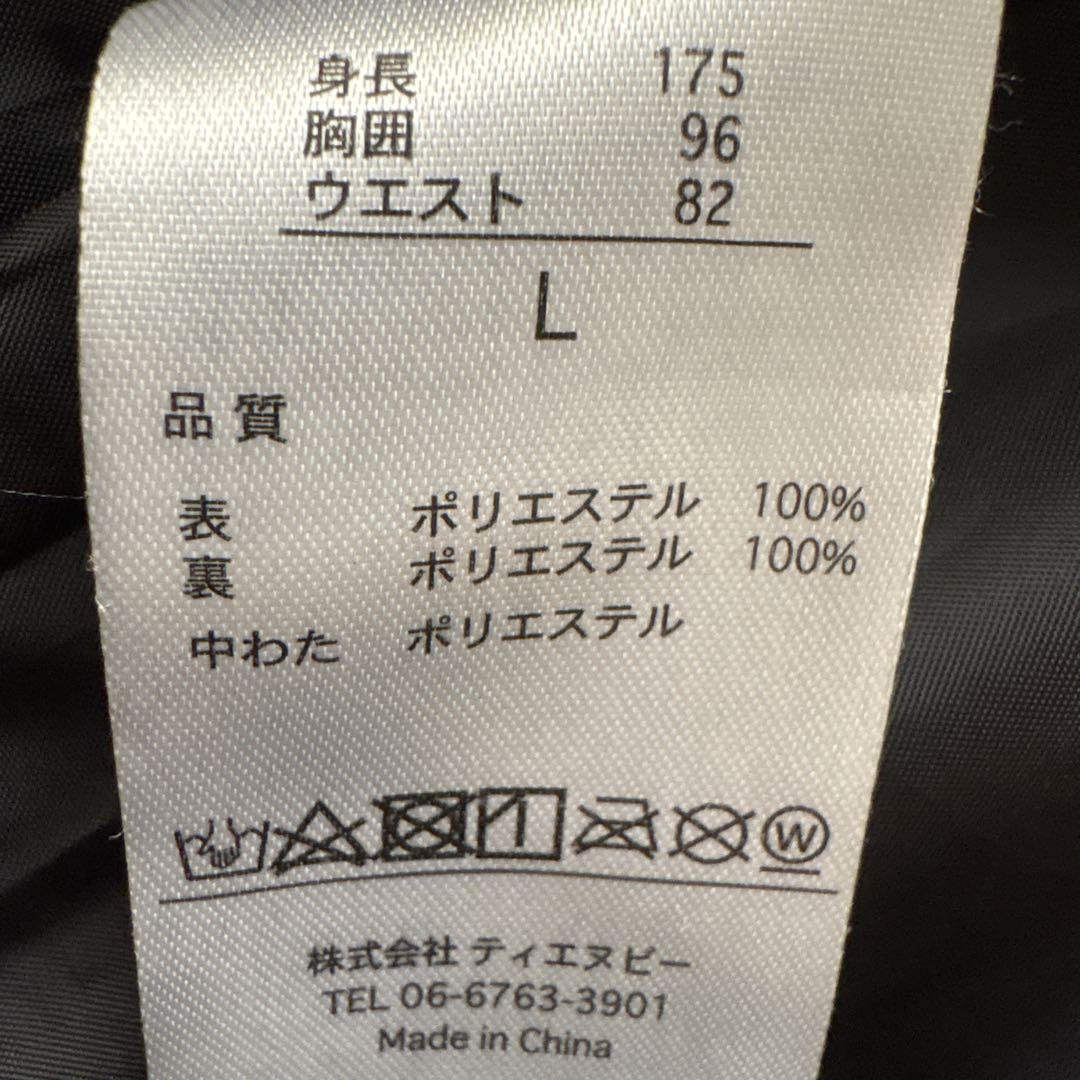 身長 175
胸囲 96
ウエスト 82
L
品質
表 ポリエステル 100%
裏 ポリエステル 100%
中わた ポリエステル
W
株式会社 ティエヌビー
TEL 06-6763-3901
Made in China